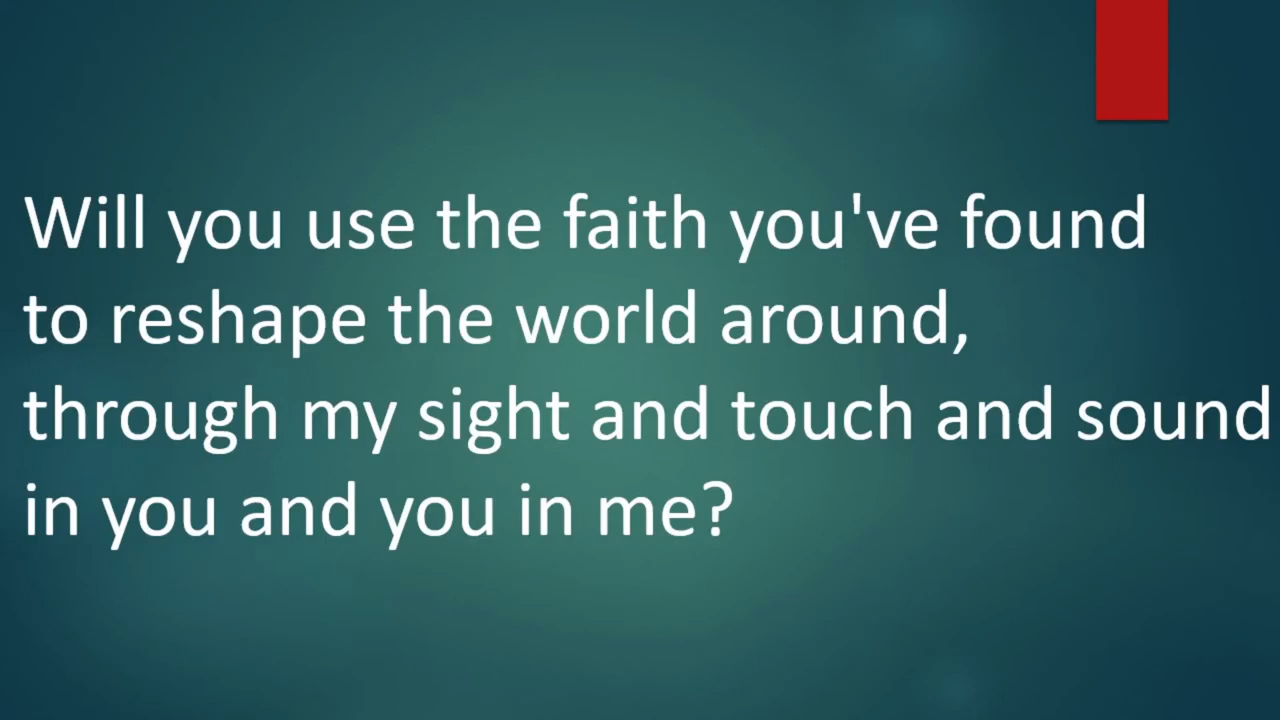 Will you use the faith you've found
to reshape the world around,
through my sight and touch and sound
in you and you in me?